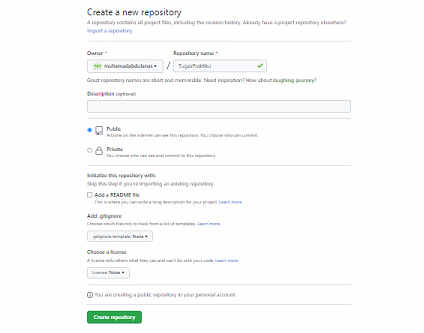 Create a new repository
A repository contains all project files, including the revision history. Already have a project repository elsewhere?
Import a repository.
Owner * Repository name *
muhamadabdulanas / TugasPraktiku
Great repository names are short and memorable. Need inspiration? How about laughing-journey?
Description (optional)
Public
Anyone on the internet can see this repository. You choose who can commit.
Private
You choose who can see and commit to this repository.
Initialize this repository with:
Skip this step if you're importing an existing repository.
Add a README file
This is where you can write a long description for your project. Learn more.
Add .gitignore
Choose which files not to track from a list of templates. Learn more.
.gitignore template: None
Choose a license
A license tells others what they can and can't do with your code. Learn more.
License: None
You are creating a public repository in your personal account.
Create repository